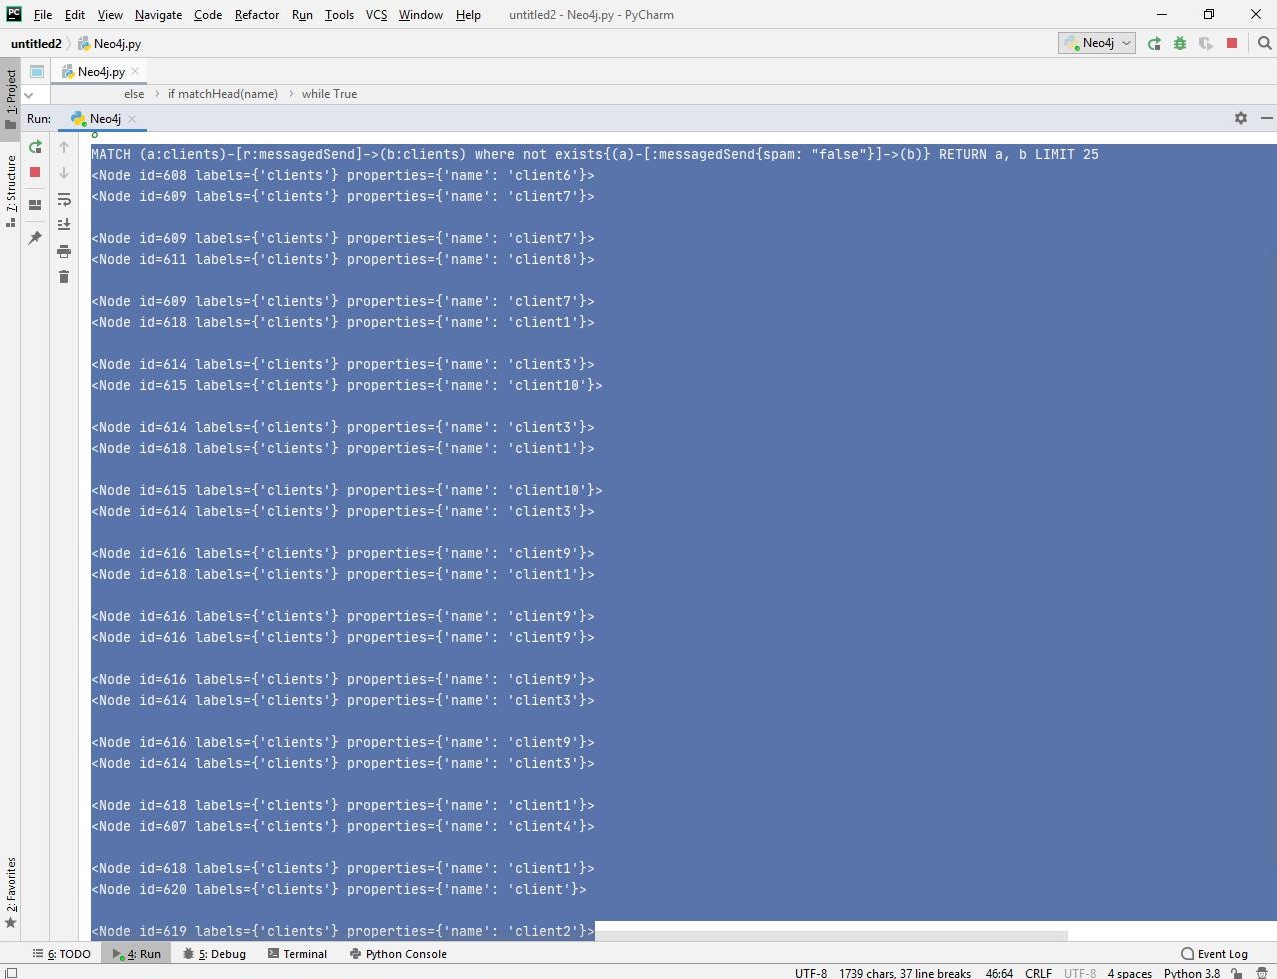 PC File Edit View Navigate Code Refactor Run Tools VCS Window Help untitled2 - Neo4j.py - PyCharm
untitled2 Neo4j.py Neo4j
1: Project Neo4j.py
else if matchHead(name) while True
Run: Neo4j
MATCH (a:clients)-[r:messagedSend]->(b:clients) where not exists{(a)-[:messagedSend{spam: "false"}]->(b)} RETURN a, b LIMIT 25
<Node id=608 labels={'clients'} properties={'name': 'client6'}>
<Node id=609 labels={'clients'} properties={'name': 'client7'}>
7: Structure
<Node id=609 labels={'clients'} properties={'name': 'client7'}>
<Node id=611 labels={'clients'} properties={'name': 'client8'}>
<Node id=609 labels={'clients'} properties={'name': 'client7'}>
<Node id=618 labels={'clients'} properties={'name': 'client1'}>
<Node id=614 labels={'clients'} properties={'name': 'client3'}>
<Node id=615 labels={'clients'} properties={'name': 'client10'}>
<Node id=614 labels={'clients'} properties={'name': 'client3'}>
<Node id=618 labels={'clients'} properties={'name': 'client1'}>
<Node id=615 labels={'clients'} properties={'name': 'client10'}>
<Node id=614 labels={'clients'} properties={'name': 'client3'}>
<Node id=616 labels={'clients'} properties={'name': 'client9'}>
<Node id=618 labels={'clients'} properties={'name': 'client1'}>
<Node id=616 labels={'clients'} properties={'name': 'client9'}>
<Node id=616 labels={'clients'} properties={'name': 'client9'}>
<Node id=616 labels={'clients'} properties={'name': 'client9'}>
<Node id=614 labels={'clients'} properties={'name': 'client3'}>
<Node id=616 labels={'clients'} properties={'name': 'client9'}>
<Node id=614 labels={'clients'} properties={'name': 'client3'}>
<Node id=618 labels={'clients'} properties={'name': 'client1'}>
<Node id=607 labels={'clients'} properties={'name': 'client4'}>
<Node id=618 labels={'clients'} properties={'name': 'client1'}>
<Node id=620 labels={'clients'} properties={'name': 'client'}>
2: Favorites
<Node id=619 labels={'clients'} properties={'name': 'client2'}>
6: TODO 4: Run 5: Debug Terminal Python Console Event Log
UTF-8 1739 chars, 37 line breaks 46:64 CRLF UTF-8 4 spaces Python 3.8